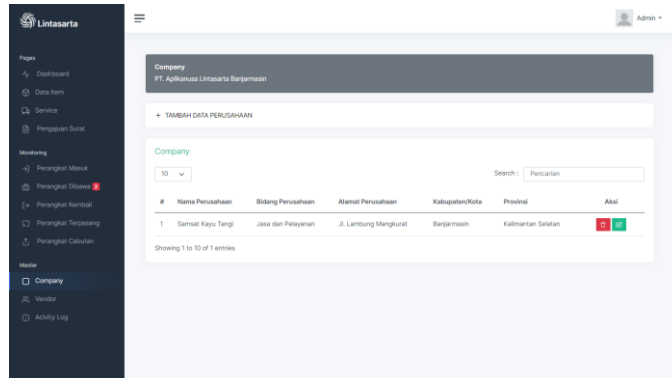 Lintasarta
Admin
Pages
Dashboard
Data Item
Service
Pengajuan Surat
Monitoring
Perangkat Masuk
Perangkat Dibawa 2
Perangkat Kembali
Perangkat Terpasang
Perangkat Cabutan
Master
Company
Vendor
Activity Log
Company
PT. Aplikanusa Lintasarta Banjarmasin
+ TAMBAH DATA PERUSAHAAN
Company
10 Search : Pencarian
# Nama Perusahaan Bidang Perusahaan Alamat Perusahaan Kabupaten/Kota Provinsi Aksi
1 Samsat Kayu Tangi Jasa dan Pelayanan Jl. Lambung Mangkurat Banjarmasin Kalimantan Selatan
Showing 1 to 10 of 1 entries